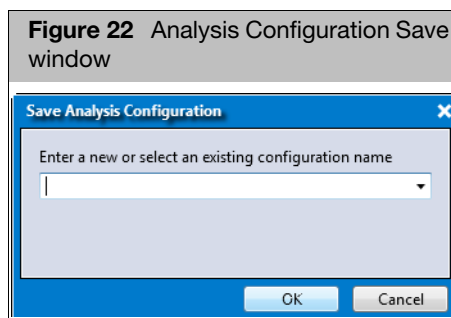 Figure 22 Analysis Configuration Save
window
Save Analysis Configuration
Enter a new or select an existing configuration name
OK
Cancel